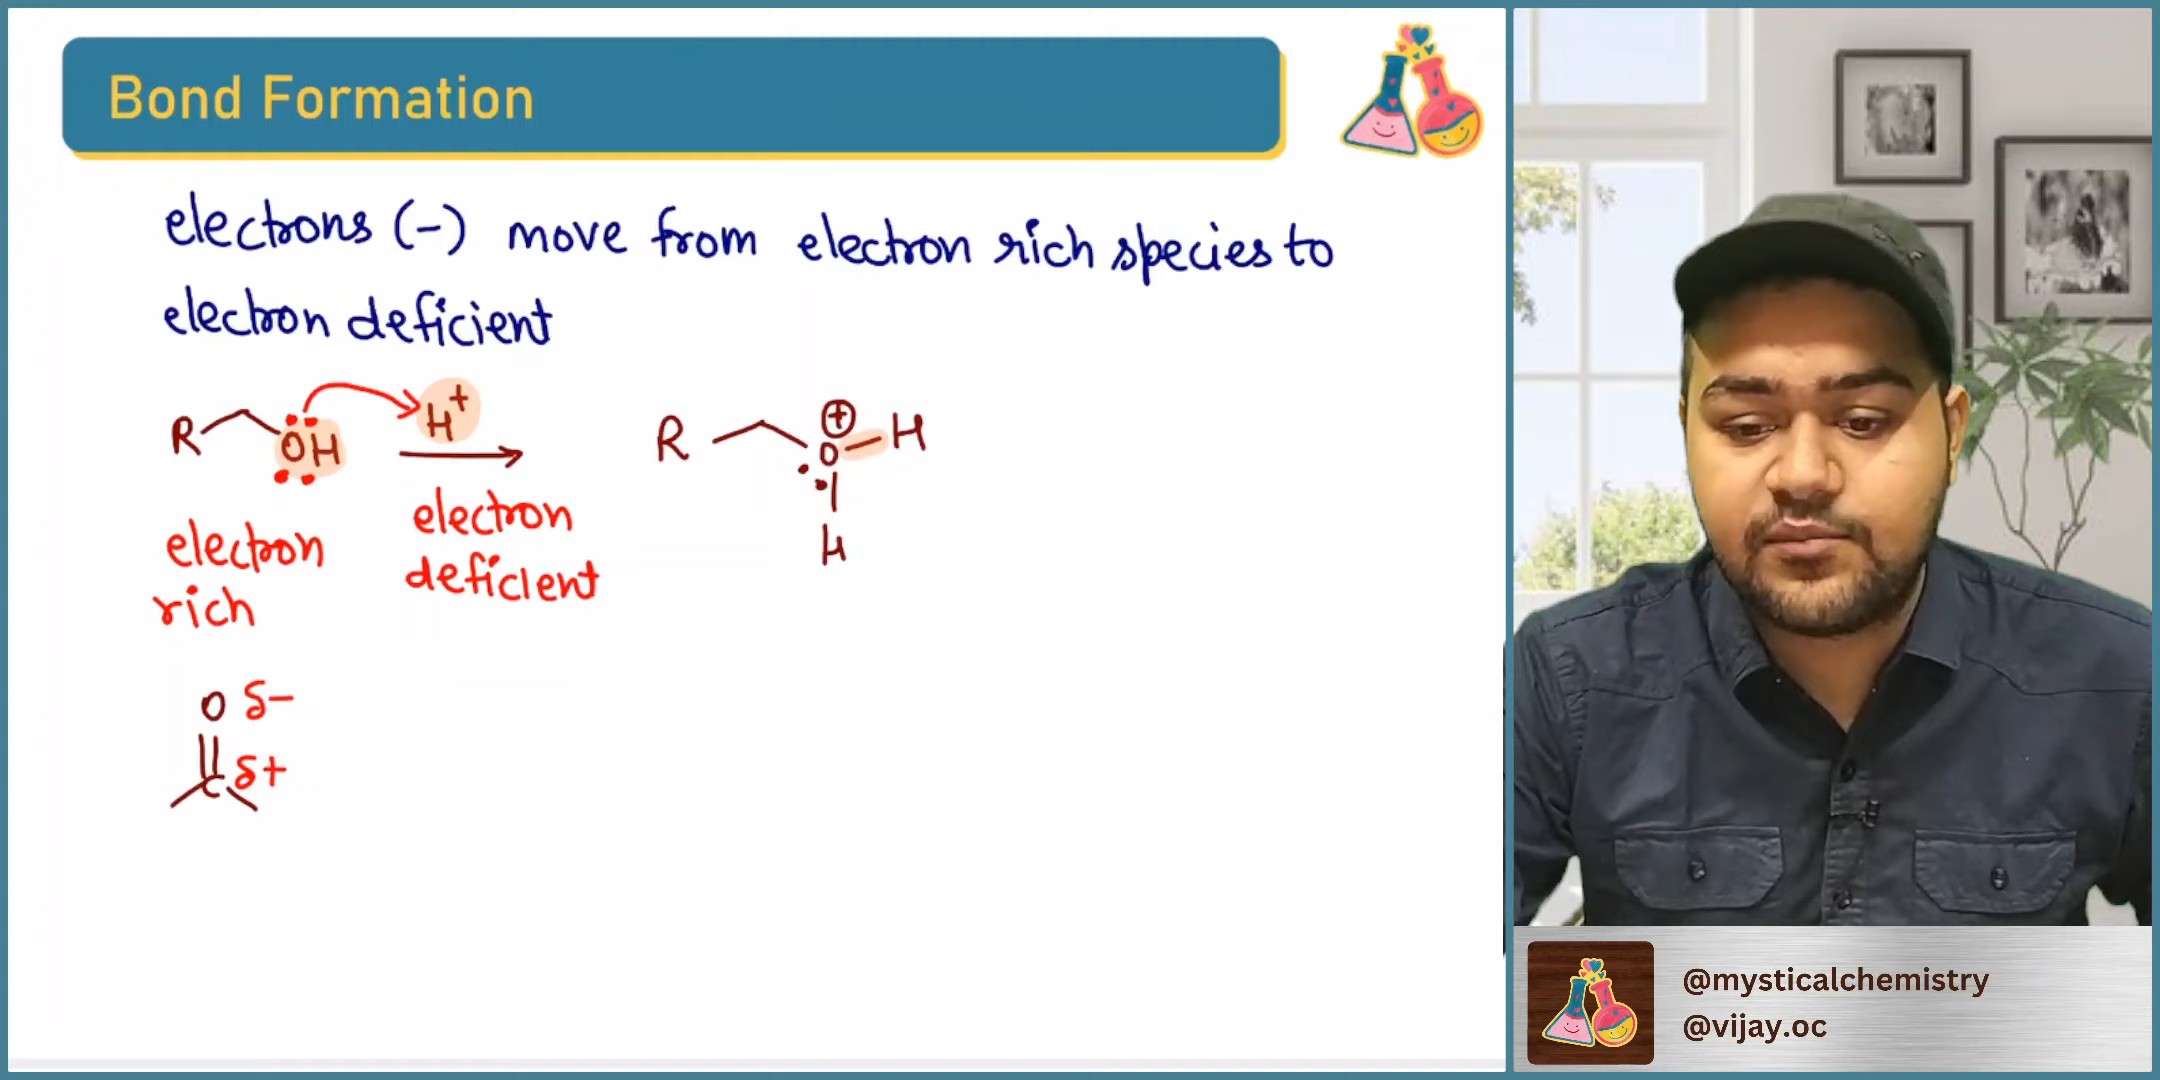 Bond Formation
electrons (-) move from electron rich species to
electron deficient
R OH H+ R O ⊕ H
H
electron rich
electron deficient
O δ-
C δ+
@mysticalchemistry
@vijay.oc